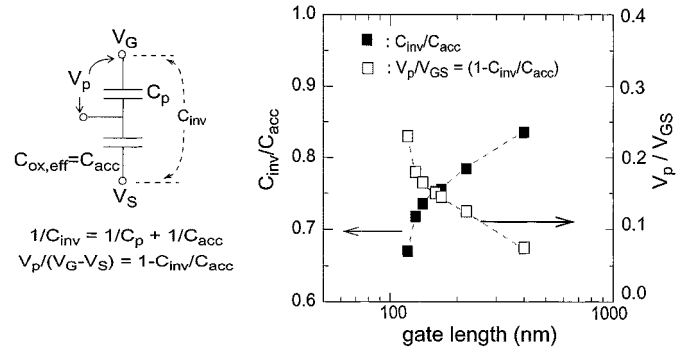 V_G
V_p
C_p
C_inv
C_ox,eff=C_acc
V_S
1/C_inv = 1/C_p + 1/C_acc
V_p/(V_G-V_S) = 1-C_inv/C_acc
■ : C_inv/C_acc
□ : V_p/V_GS = (1-C_inv/C_acc)
C_inv/C_acc
1.0
0.9
0.8
0.7
0.6
V_p / V_GS
0.4
0.3
0.2
0.1
0.0
100
1000
gate length (nm)